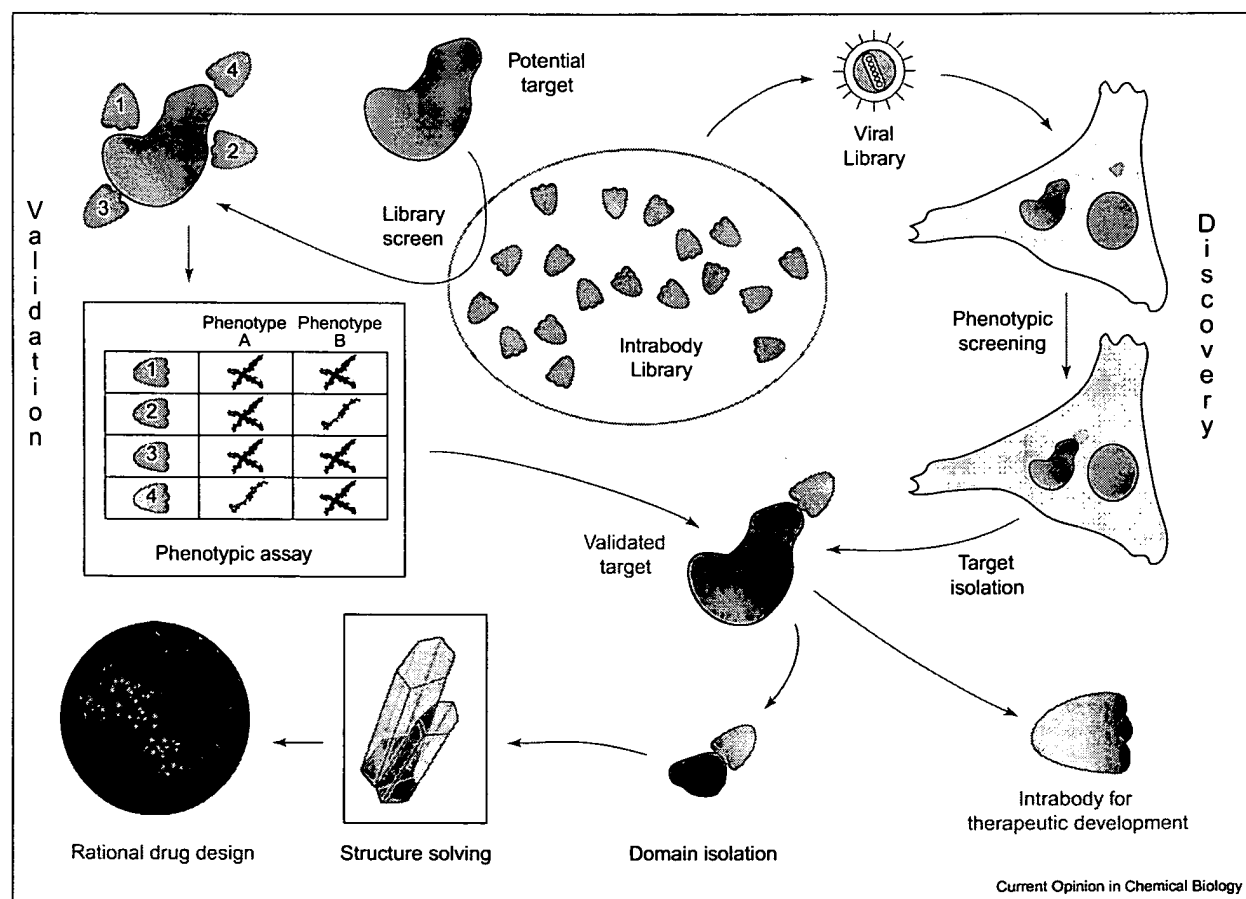 Validation
4
1
2
3
Potential
target
Viral
Library
Discovery
Library
screen
Intrabody
Library
Phenotypic
screening
Phenotype
A
Phenotype
B
1
2
3
4
Phenotypic assay
Validated
target
Target
isolation
Rational drug design
Structure solving
Domain isolation
Intrabody for
therapeutic development
Current Opinion in Chemical Biology